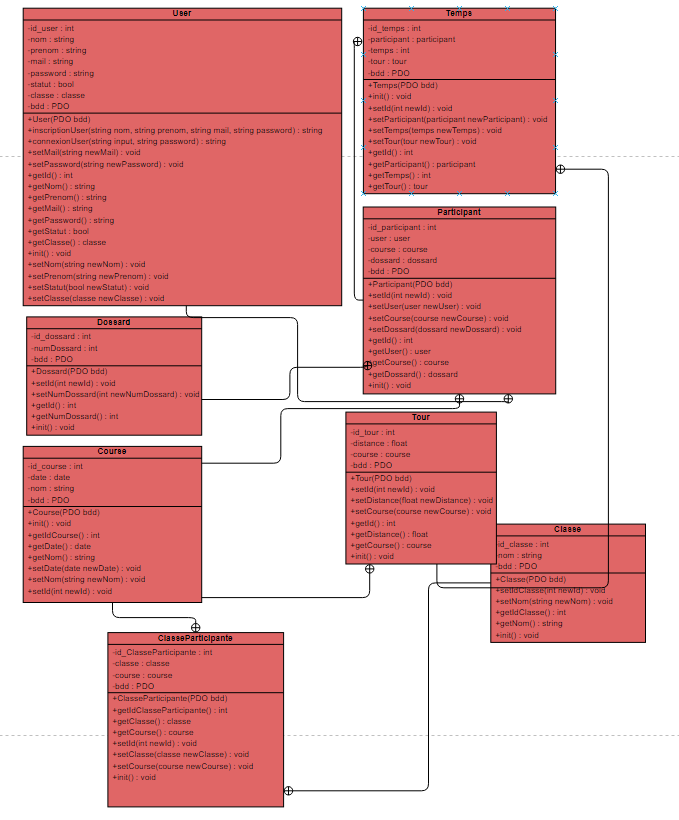 User
-id_user : int
-nom : string
-prenom : string
-mail : string
-password : string
-statut : bool
-classe : classe
-bdd : PDO
+User(PDO bdd)
+inscriptionUser(string nom, string prenom, string mail, string password) : string
+connexionUser(string input, string password) : string
+setMail(string newMail) : void
+setPassword(string newPassword) : void
+getId() : int
+getNom() : string
+getPrenom() : string
+getMail() : string
+getPassword() : string
+getStatut : bool
+getClasse() : classe
+init() : void
+setNom(string newNom) : void
+setPrenom(string newPrenom) : void
+setStatut(bool newStatut) : void
+setClasse(classe newClasse) : void
Temps
-id_temps : int
-participant : participant
-temps : int
-tour : tour
-bdd : PDO
+Temps(PDO bdd)
+init() : void
+setId(int newId) : void
+setParticipant(participant newParticipant) : void
+setTemps(temps newTemps) : void
+setTour(tour newTour) : void
+getId() : int
+getParticipant() : participant
+getTemps() : int
+getTour() : tour
Participant
-id_participant : int
-user : user
-course : course
-dossard : dossard
-bdd : PDO
+Participant(PDO bdd)
+setId(int newId) : void
+setUser(user newUser) : void
+setCourse(course newCourse) : void
+setDossard(dossard newDossard) : void
+getId() : int
+getUser() : user
+getCourse() : course
+getDossard() : dossard
+init() : void
Dossard
-id_dossard : int
-numDossard : int
-bdd : PDO
+Dossard(PDO bdd)
+setId(int newId) : void
+setNumDossard(int newNumDossard) : void
+getId() : int
+getNumDossard() : int
+init() : void
Tour
-id_tour : int
-distance : float
-course : course
-bdd : PDO
+Tour(PDO bdd)
+setId(int newId) : void
+setDistance(float newDistance) : void
+setCourse(course newCourse) : void
+getId() : int
+getDistance() : float
+getCourse() : course
+init() : void
Course
-id_course : int
-date : date
-nom : string
-bdd : PDO
+Course(PDO bdd)
+init() : void
+getIdCourse() : int
+getDate() : date
+getNom() : string
+setDate(date newDate) : void
+setNom(string newNom) : void
+setId(int newId) : void
Classe
-id_classe : int
-nom : string
-bdd : PDO
+Classe(PDO bdd)
+setIdClasse(int newId) : void
+setNom(string newNom) : void
+getIdClasse() : int
+getNom() : string
+init() : void
ClasseParticipante
-id_ClasseParticipante : int
-classe : classe
-course : course
-bdd : PDO
+ClasseParticipante(PDO bdd)
+getIdClasseParticipante() : int
+getClasse() : classe
+getCourse() : course
+setId(int newId) : void
+setClasse(classe newClasse) : void
+setCourse(course newCourse) : void
+init() : void